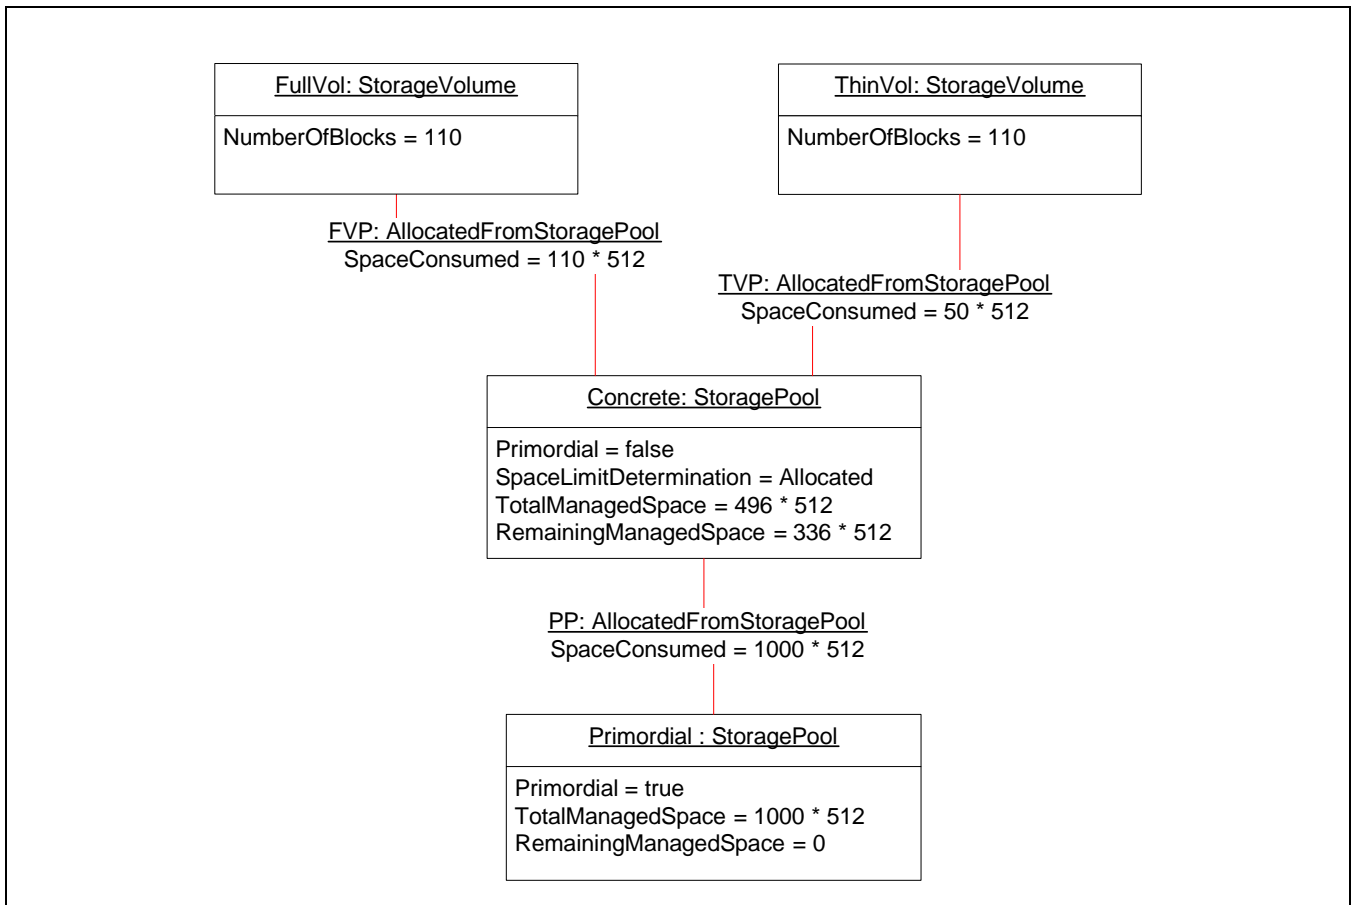 FullVol: StorageVolume
NumberOfBlocks = 110
ThinVol: StorageVolume
NumberOfBlocks = 110
FVP: AllocatedFromStoragePool
SpaceConsumed = 110 * 512
TVP: AllocatedFromStoragePool
SpaceConsumed = 50 * 512
Concrete: StoragePool
Primordial = false
SpaceLimitDetermination = Allocated
TotalManagedSpace = 496 * 512
RemainingManagedSpace = 336 * 512
PP: AllocatedFromStoragePool
SpaceConsumed = 1000 * 512
Primordial : StoragePool
Primordial = true
TotalManagedSpace = 1000 * 512
RemainingManagedSpace = 0